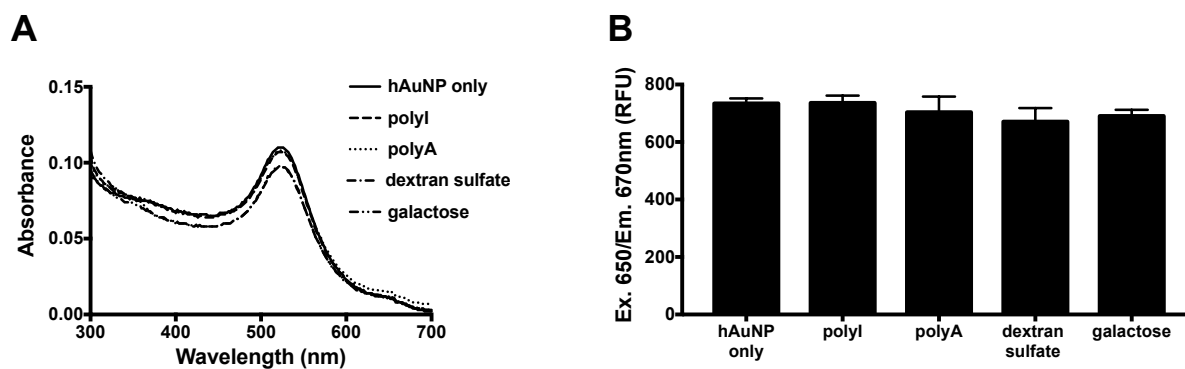 A
0.15
0.10
0.05
0.00
Absorbance
300
400
500
600
700
Wavelength (nm)
hAuNP only
polyI
polyA
dextran sulfate
galactose
B
800
600
400
200
0
Ex. 650/Em. 670nm (RFU)
hAuNP
only
polyI
polyA
dextran
sulfate
galactose